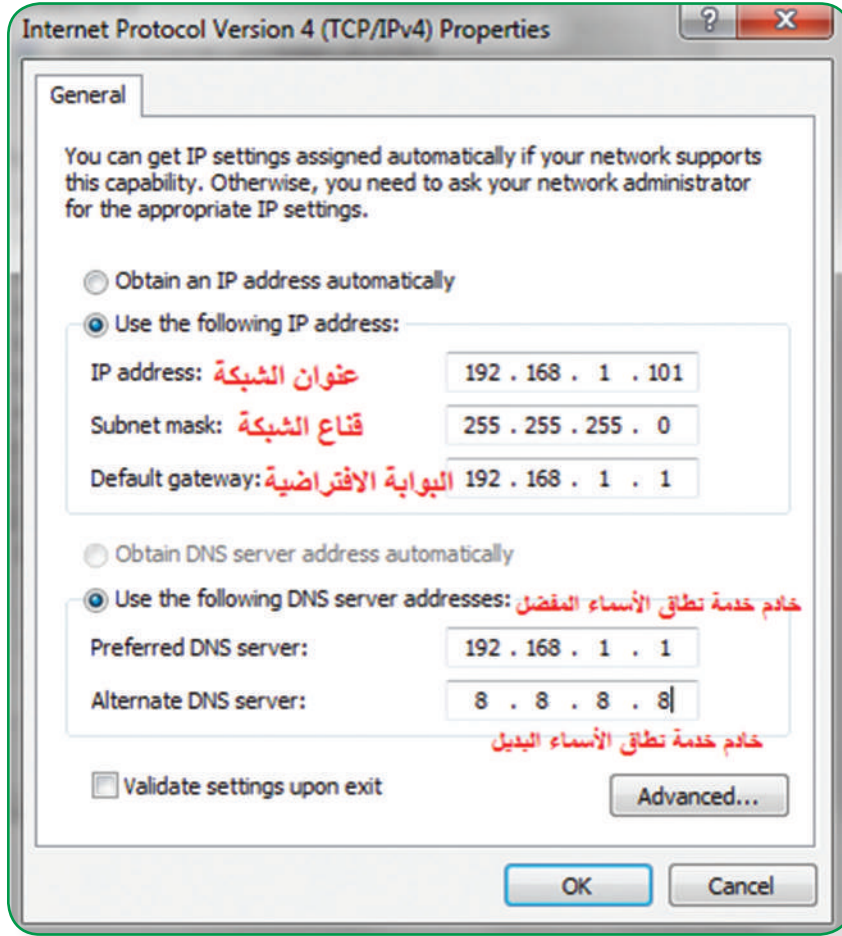 Internet Protocol Version 4 (TCP/IPv4) Properties
General
You can get IP settings assigned automatically if your network supports
this capability. Otherwise, you need to ask your network administrator
for the appropriate IP settings.
Obtain an IP address automatically
Use the following IP address:
IP address: عنوان الشبكة 192 . 168 . 1 . 101
Subnet mask: قناع الشبكة 255 . 255 . 255 . 0
Default gateway: البوابة الافتراضية 192 . 168 . 1 . 1
Obtain DNS server address automatically
Use the following DNS server addresses: خادم خدمة نطاق الأسماء المفضل
Preferred DNS server: 192 . 168 . 1 . 1
Alternate DNS server: 8 . 8 . 8 . 8
خادم خدمة نطاق الأسماء البديل
Validate settings upon exit
Advanced...
OK Cancel